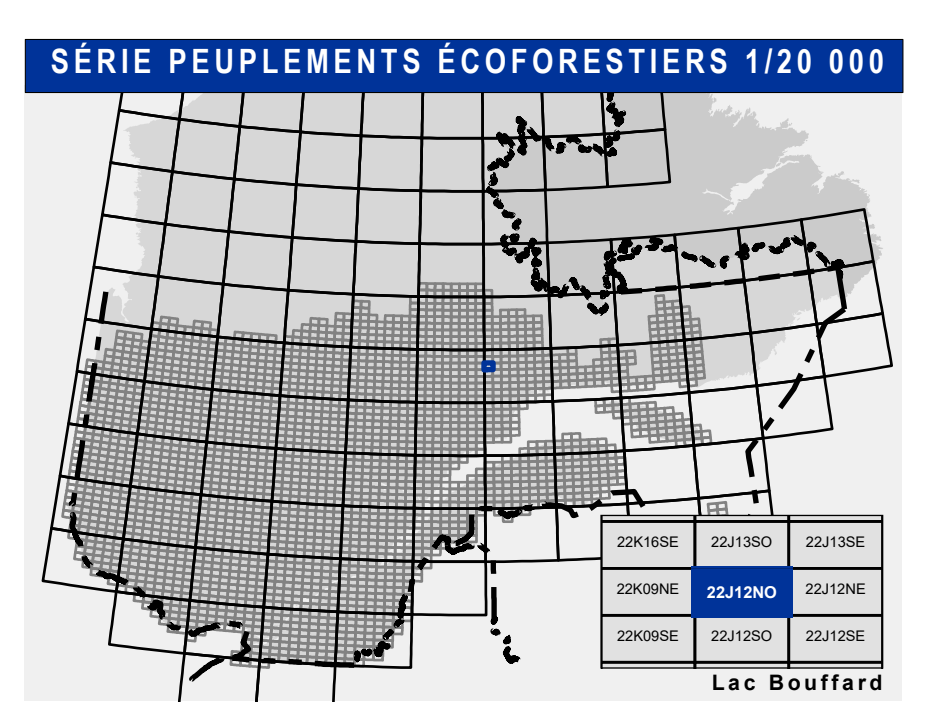 SÉRIE PEUPLEMENTS ÉCOFORESTIERS 1/20 000
22K16SE 22J13SO 22J13SE
22K09NE 22J12NO 22J12NE
22K09SE 22J12SO 22J12SE
Lac Bouffard